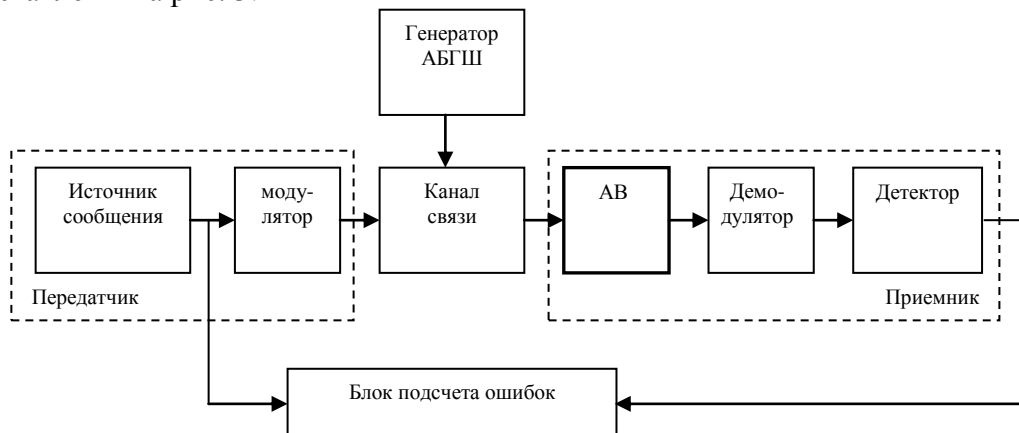 Генератор
АБГШ
Источник
сообщения
моду-
лятор
Канал
связи
АВ
Демо-
дулятор
Детектор
Передатчик
Приемник
Блок подсчета ошибок